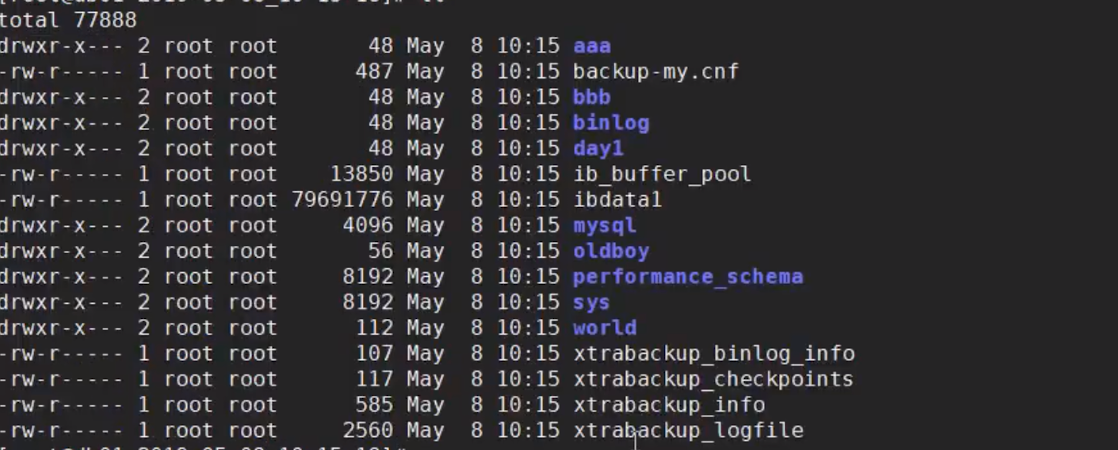 total 77888
drwxr-x--- 2 root root       48 May  8 10:15 aaa
-rw-r----- 1 root root      487 May  8 10:15 backup-my.cnf
drwxr-x--- 2 root root       48 May  8 10:15 bbb
drwxr-x--- 2 root root       48 May  8 10:15 binlog
drwxr-x--- 2 root root       48 May  8 10:15 day1
-rw-r----- 1 root root    13850 May  8 10:15 ib_buffer_pool
-rw-r----- 1 root root 79691776 May  8 10:15 ibdata1
drwxr-x--- 2 root root     4096 May  8 10:15 mysql
drwxr-x--- 2 root root       56 May  8 10:15 oldboy
drwxr-x--- 2 root root     8192 May  8 10:15 performance_schema
drwxr-x--- 2 root root     8192 May  8 10:15 sys
drwxr-x--- 2 root root      112 May  8 10:15 world
-rw-r----- 1 root root      107 May  8 10:15 xtrabackup_binlog_info
-rw-r----- 1 root root      117 May  8 10:15 xtrabackup_checkpoints
-rw-r----- 1 root root      585 May  8 10:15 xtrabackup_info
-rw-r----- 1 root root     2560 May  8 10:15 xtrabackup_logfile